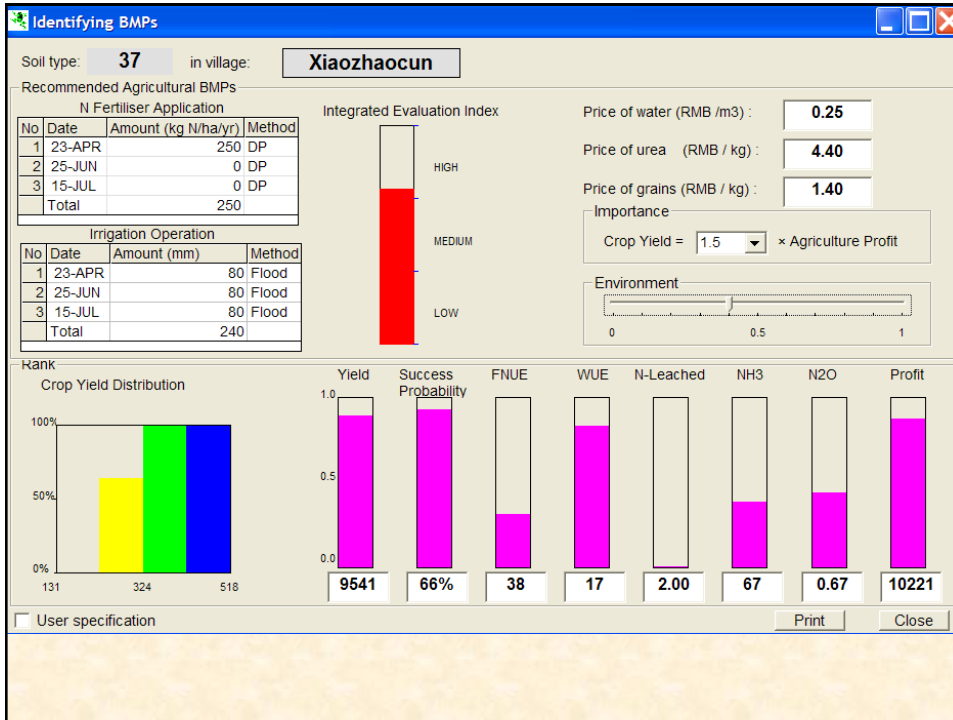 Identifying BMPs
Soil type: 37 in village: Xiaozhaocun
Recommended Agricultural BMPs
N Fertiliser Application
No Date Amount (kg N/ha/yr) Method
1 23-APR 250 DP
2 25-JUN 0 DP
3 15-JUL 0 DP
Total 250
Irrigation Operation
No Date Amount (mm) Method
1 23-APR 80 Flood
2 25-JUN 80 Flood
3 15-JUL 80 Flood
Total 240
Integrated Evaluation Index
HIGH
MEDIUM
LOW
Price of water (RMB /m3) : 0.25
Price of urea (RMB / kg) : 4.40
Price of grains (RMB / kg) : 1.40
Importance
Crop Yield = 1.5 × Agriculture Profit
Environment
0 0.5 1
Rank
Crop Yield Distribution
100%
50%
0%
131 324 518
Yield Success Probability FNUE WUE N-Leached NH3 N2O Profit
1.0
0.5
0.0
9541 66% 38 17 2.00 67 0.67 10221
User specification
Print Close